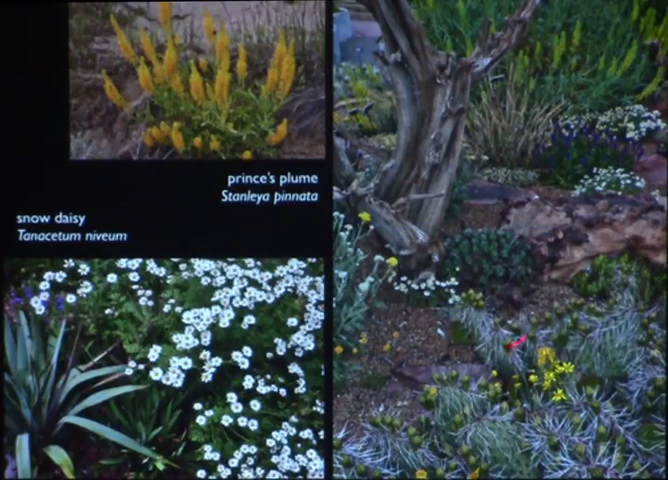 prince's plume
Stanleya pinnata
snow daisy
Tanacetum niveum